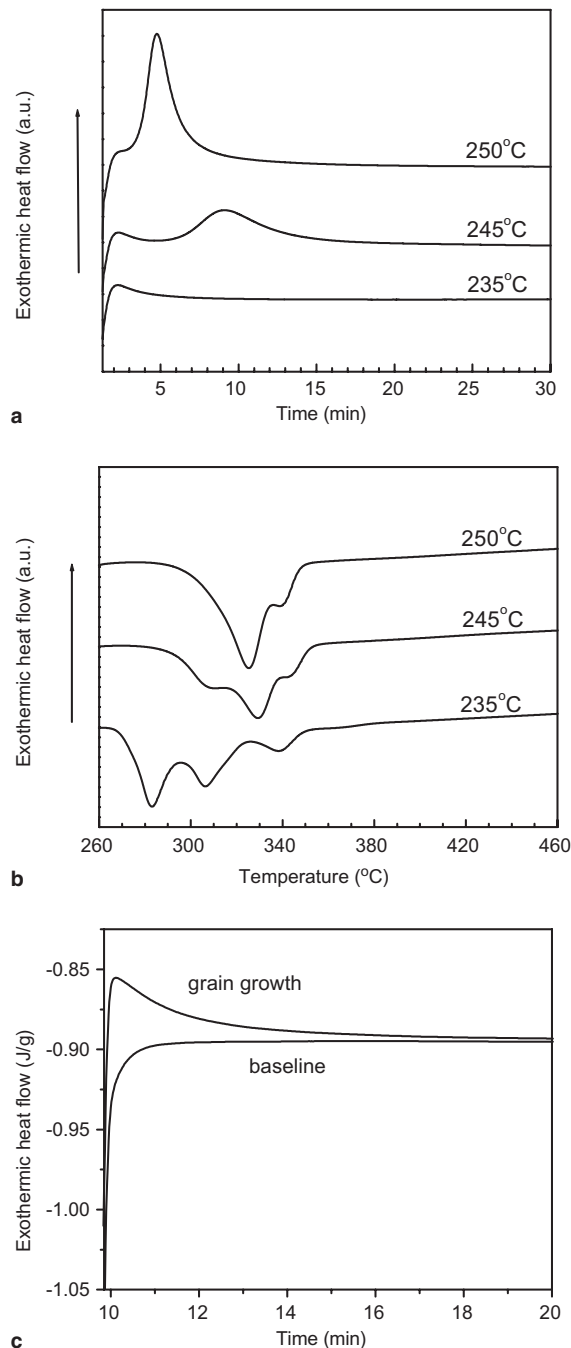 Exothermic heat flow (a.u.)
250°C
245°C
235°C
5 10 15 20 25 30
Time (min)
a
Exothermic heat flow (a.u.)
250°C
245°C
235°C
260 300 340 380 420 460
Temperature (°C)
b
Exothermic heat flow (J/g)
-0.85
-0.90
-0.95
-1.00
-1.05
grain growth
baseline
10 12 14 16 18 20
Time (min)
c